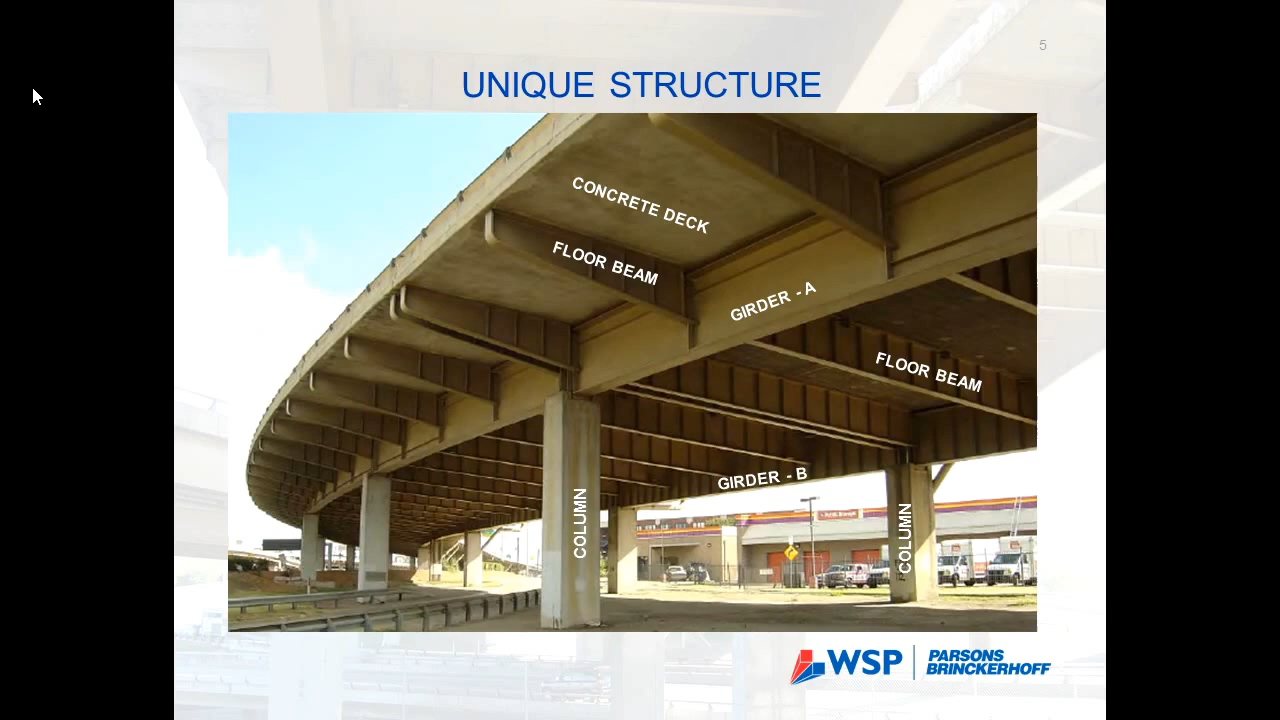 5
UNIQUE STRUCTURE
CONCRETE DECK
FLOOR BEAM
GIRDER - A
FLOOR BEAM
GIRDER - B
COLUMN
COLUMN
WSP
PARSONS
BRINCKERHOFF